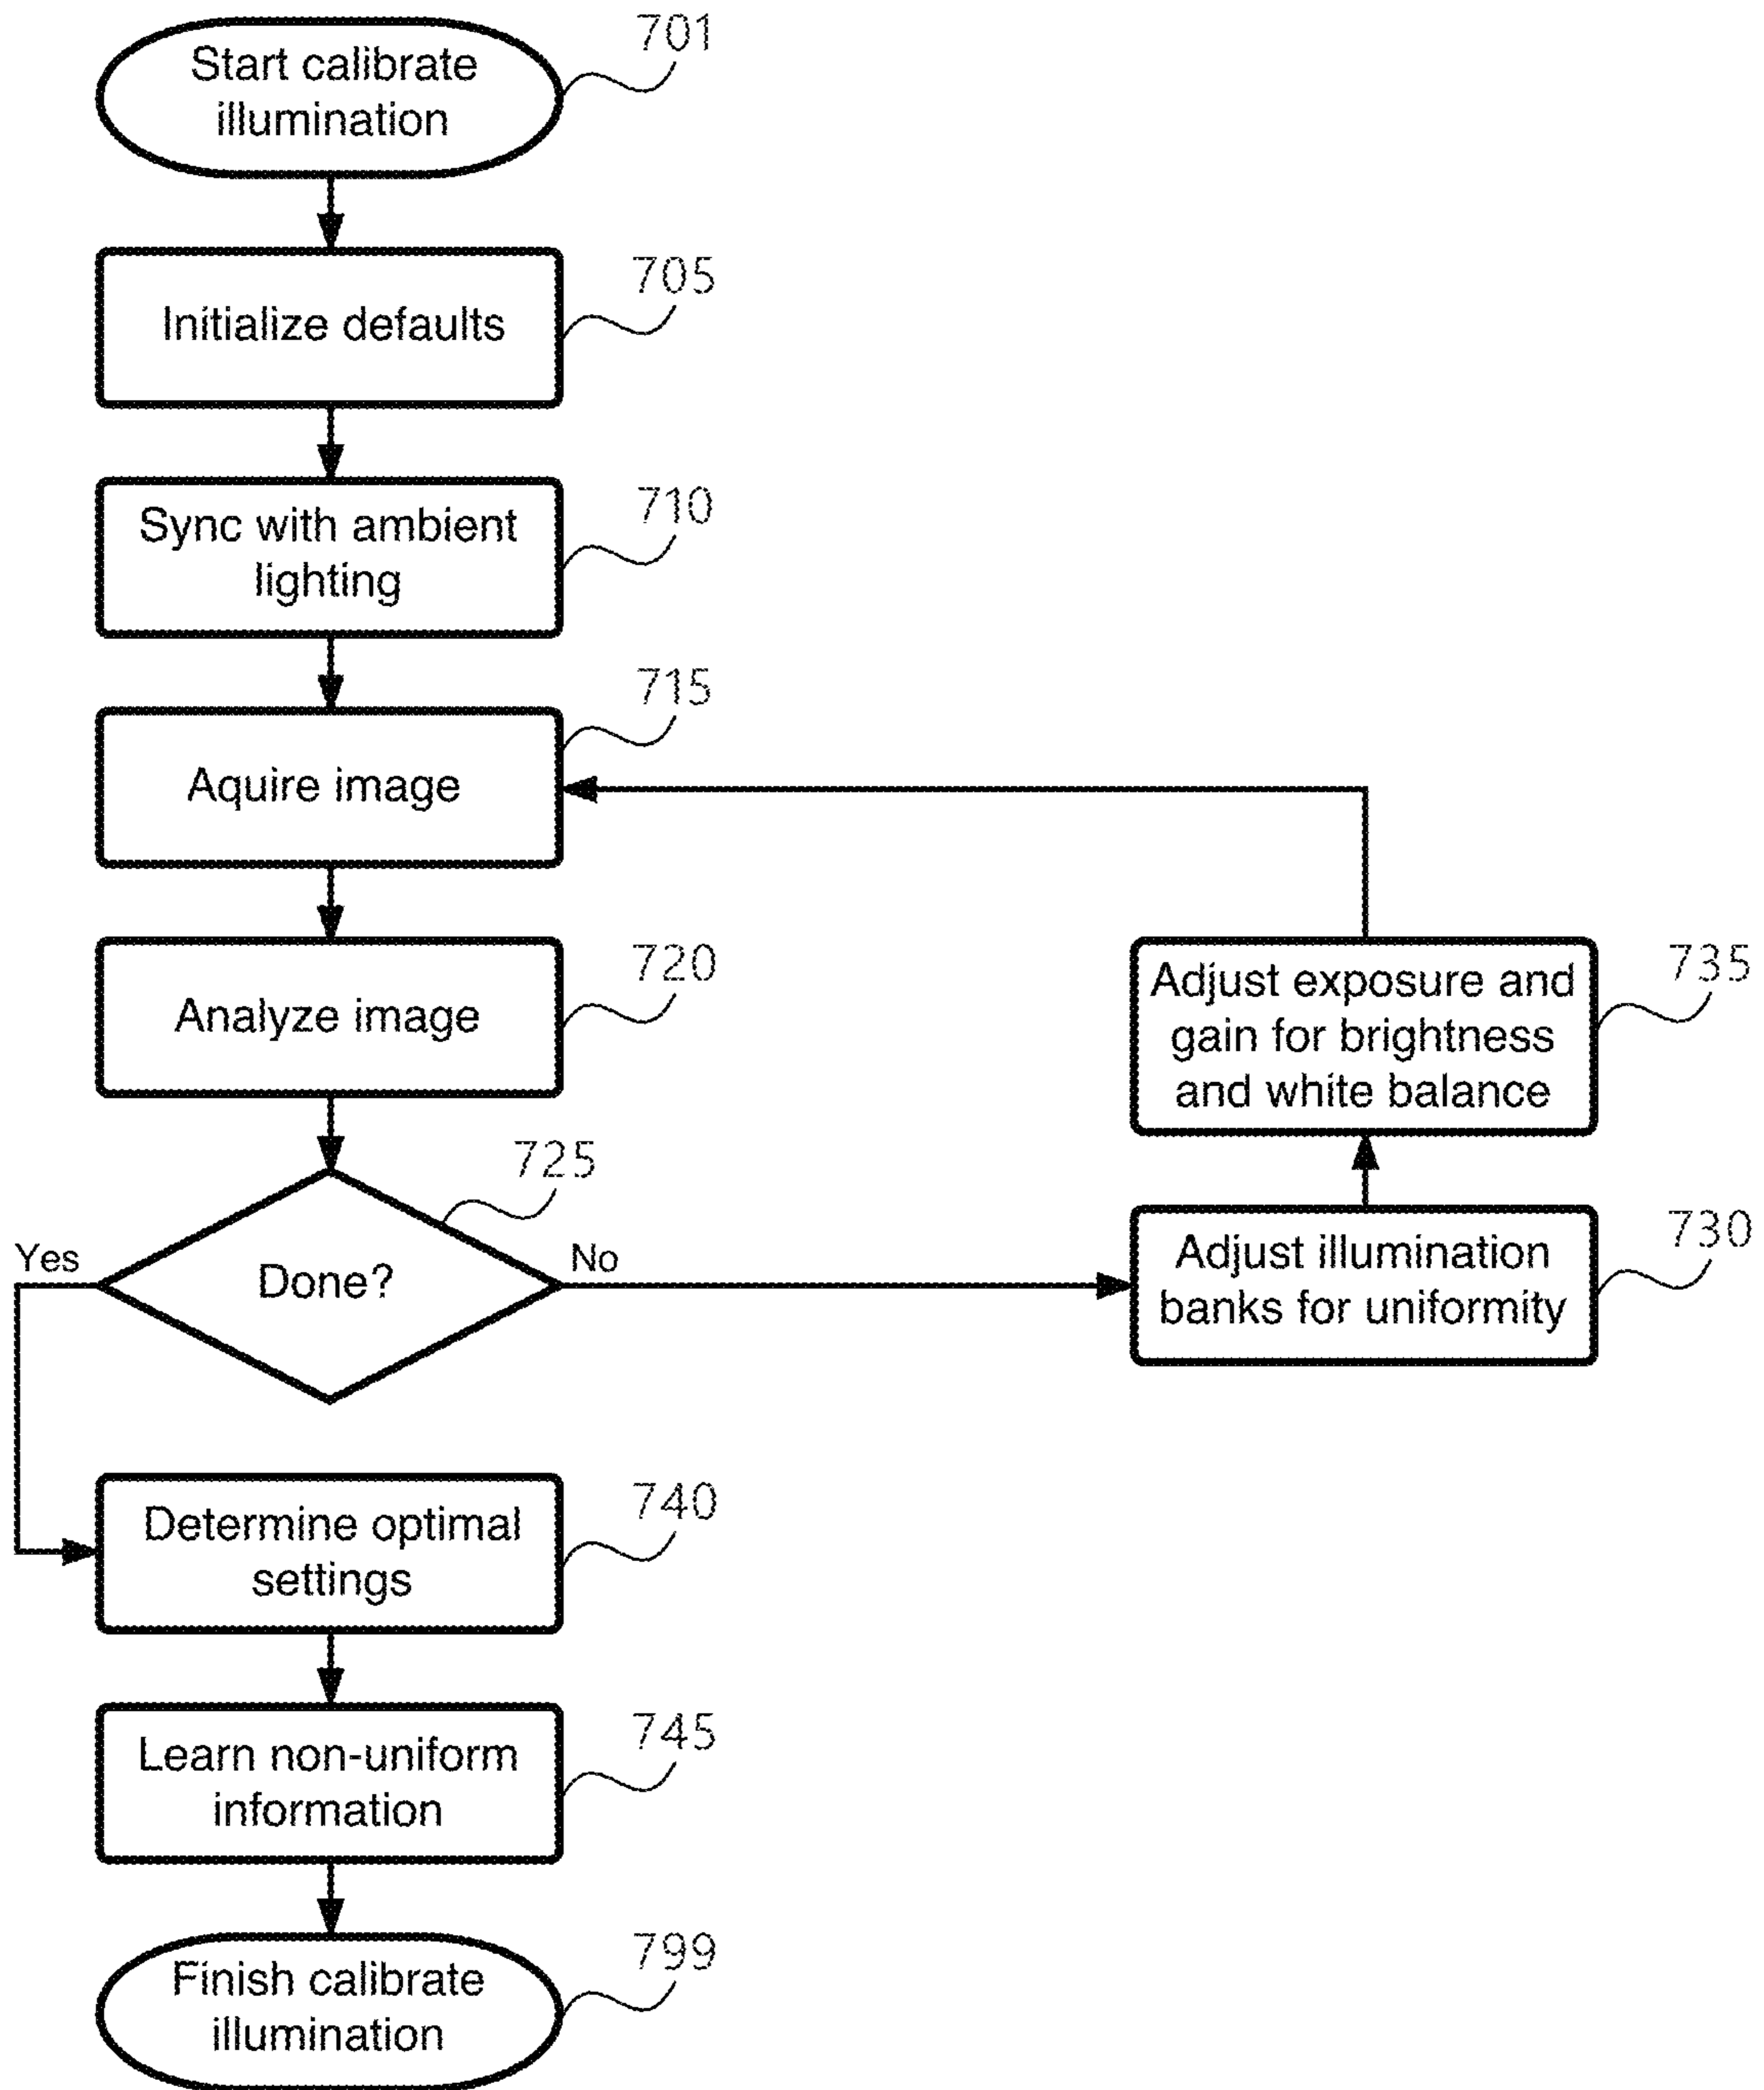 Start calibrate
illumination
701
Initialize defaults
705
Sync with ambient
lighting
710
Aquire image
715
Analyze image
720
Done?
725
Yes
No
Adjust illumination
banks for uniformity
730
Adjust exposure and
gain for brightness
and white balance
735
Determine optimal
settings
740
Learn non-uniform
information
745
Finish calibrate
illumination
799